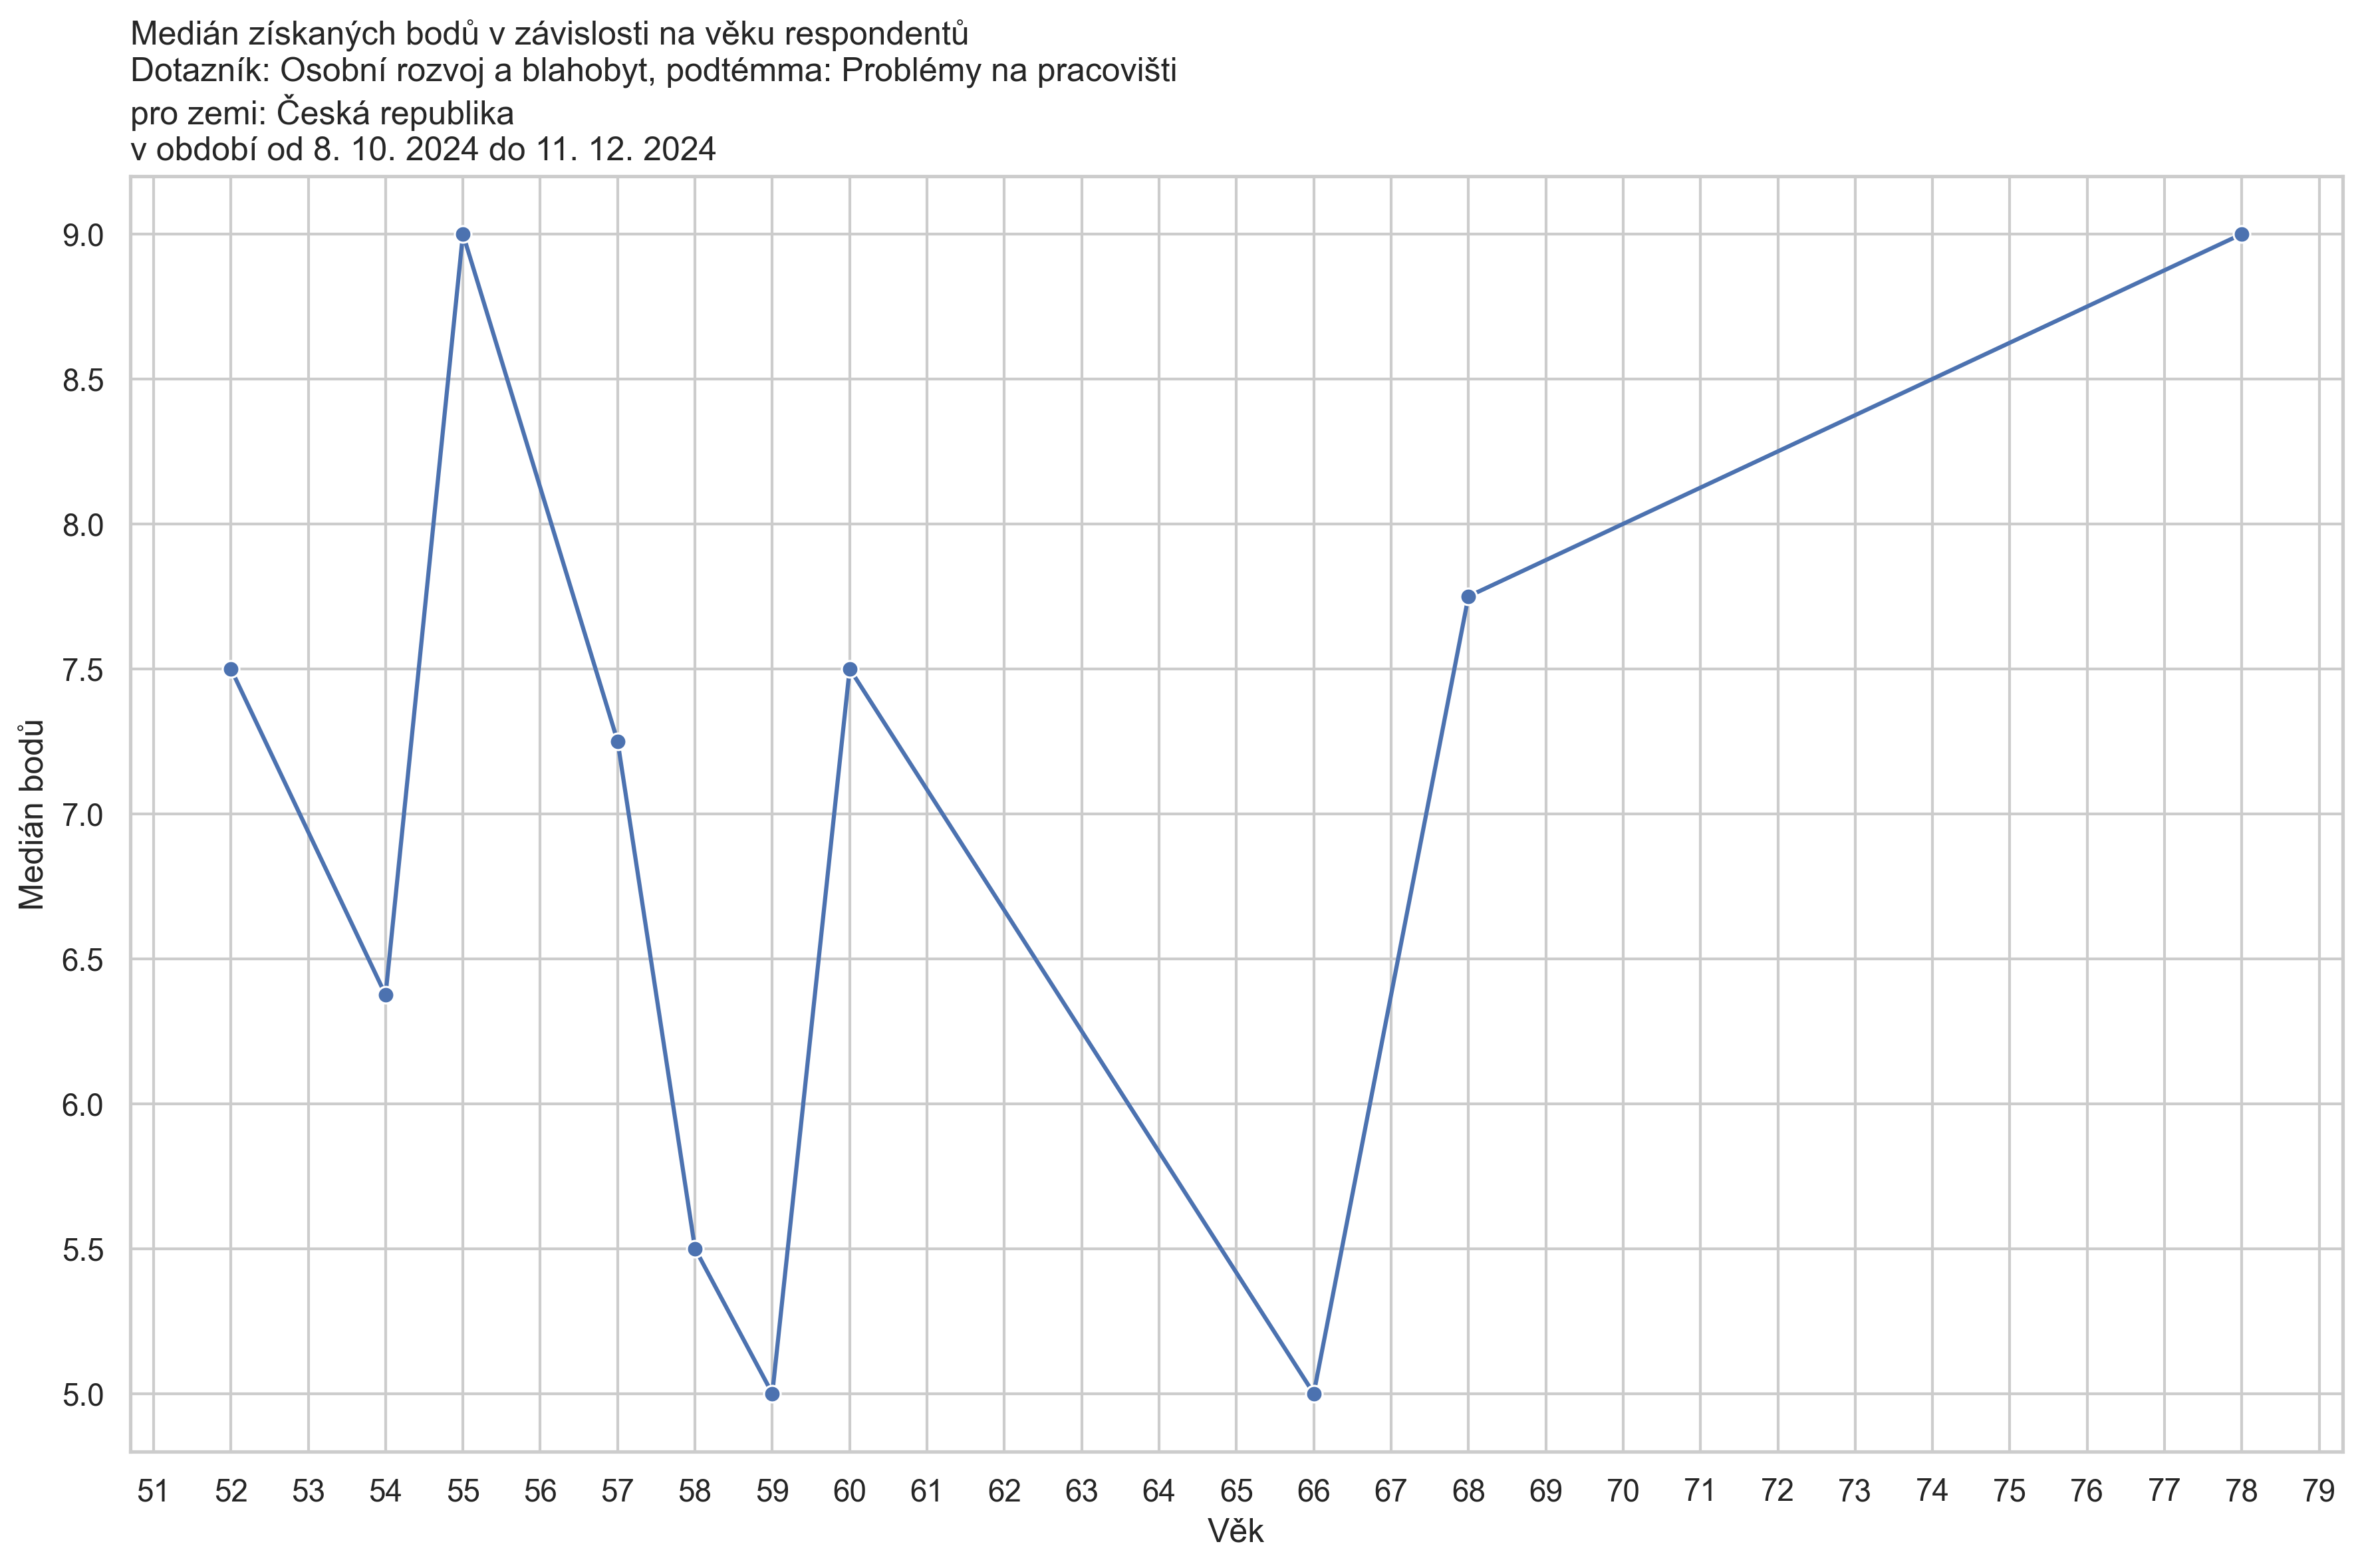 Medián získaných bodů v závislosti na věku respondentů
Dotazník: Osobní rozvoj a blahobyt, podtémma: Problémy na pracovišti
pro zemi: Česká republika
v období od 8. 10. 2024 do 11. 12. 2024
9.0
8.5
8.0
7.5
7.0
6.5
6.0
5.5
5.0
Medián bodů
51 52 53 54 55 56 57 58 59 60 61 62 63 64 65 66 67 68 69 70 71 72 73 74 75 76 77 78 79
Věk